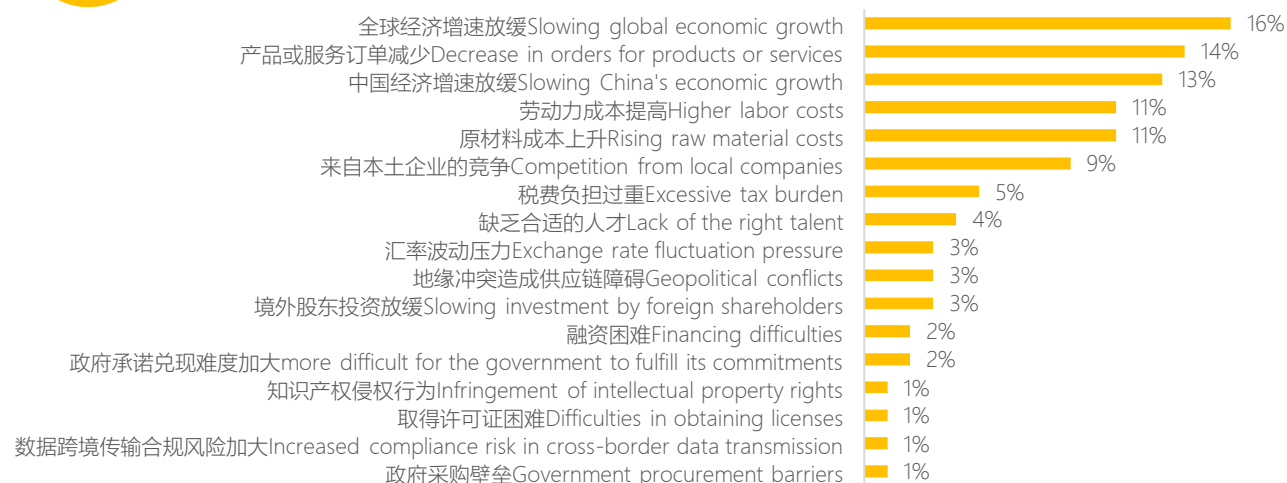 全球经济增速放缓Slowing global economic growth 16%
产品或服务订单减少Decrease in orders for products or services 14%
中国经济增速放缓Slowing China's economic growth 13%
劳动力成本提高Higher labor costs 11%
原材料成本上升Rising raw material costs 11%
来自本土企业的竞争Competition from local companies 9%
税费负担过重Excessive tax burden 5%
缺乏合适的人才Lack of the right talent 4%
汇率波动压力Exchange rate fluctuation pressure 3%
地缘冲突造成供应链障碍Geopolitical conflicts 3%
境外股东投资放缓Slowing investment by foreign shareholders 3%
融资困难Financing difficulties 2%
政府承诺兑现难度加大more difficult for the government to fulfill its commitments 2%
知识产权侵权行为Infringement of intellectual property rights 1%
取得许可证困难Difficulties in obtaining licenses 1%
数据跨境传输合规风险加大Increased compliance risk in cross-border data transmission 1%
政府采购壁垒Government procurement barriers 1%